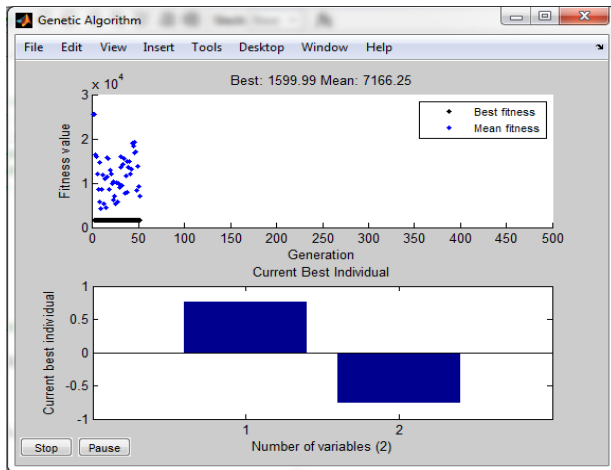 Genetic Algorithm
File Edit View Insert Tools Desktop Window Help
Best: 1599.99 Mean: 7166.25
x 10^4
3
2
1
0
Fitness value
Best fitness
Mean fitness
0 50 100 150 200 250 300 350 400 450 500
Generation
Current Best Individual
1
0.5
0
-0.5
-1
Current best individual
1 2
Number of variables (2)
Stop Pause